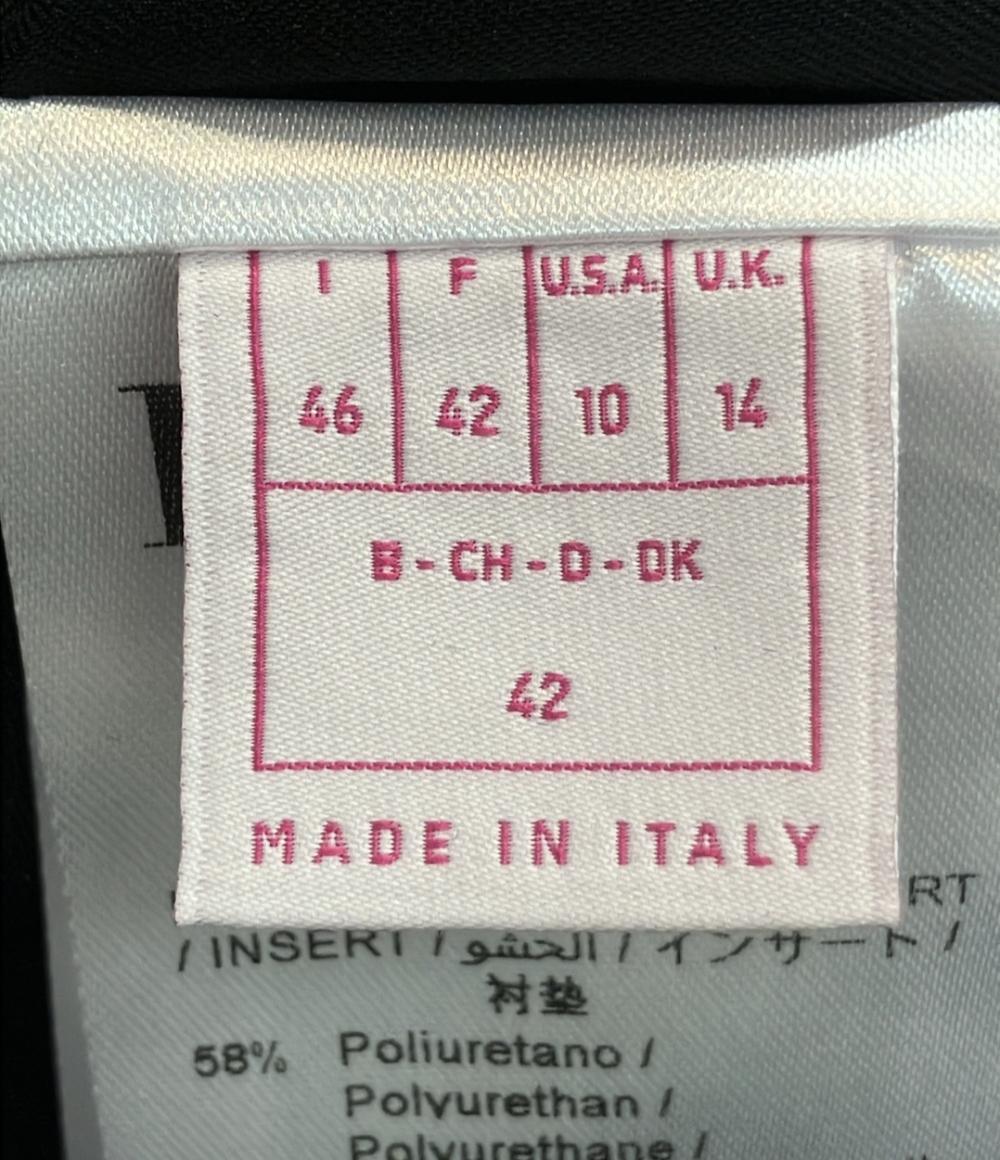 I F U.S.A. U.K.
46 42 10 14
B - CH - D - DK
42
MADE IN ITALY
RT
/ INSERT / الحشو / インサート /
衬垫
58% Poliuretano /
Polyurethan /
Polyurethane /